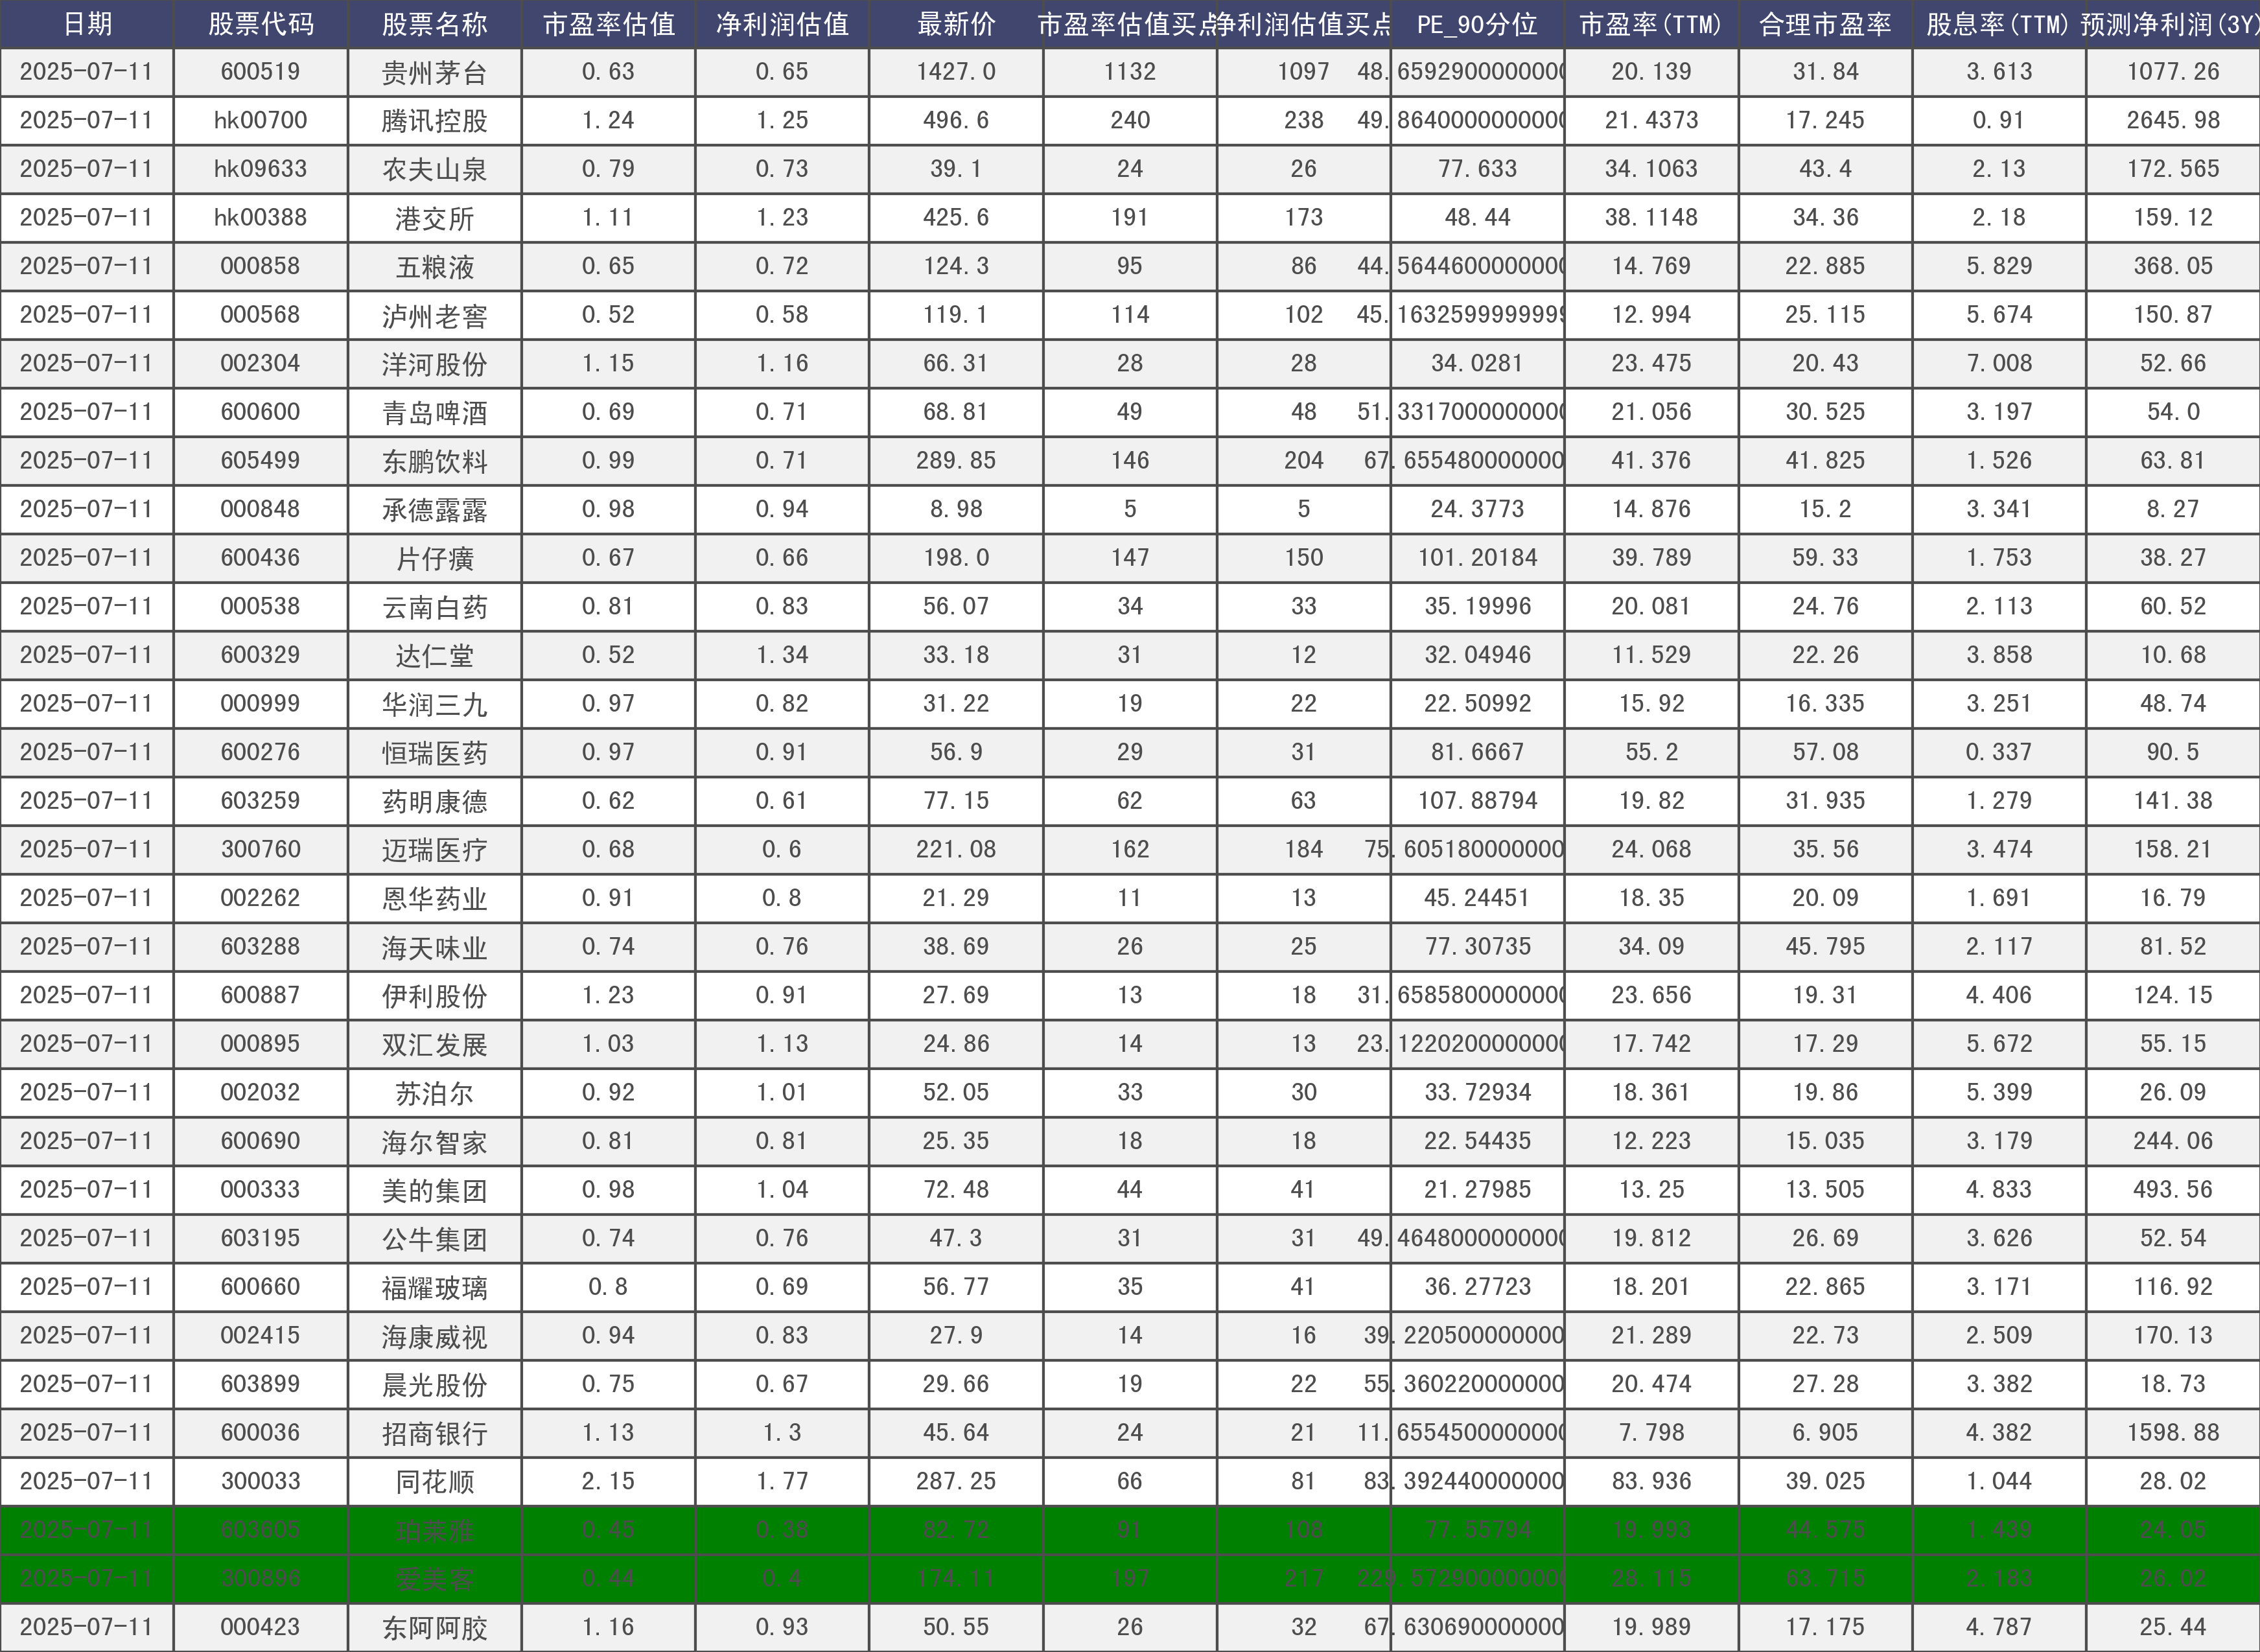 日期 股票代码 股票名称 市盈率估值 净利润估值 最新价 市盈率估值买点 净利润估值买点 PE_90分位 市盈率(TTM) 合理市盈率 股息率(TTM) 预测净利润(3Y)
2025-07-11 600519 贵州茅台 0.63 0.65 1427.0 1132 1097 48.6592900000000 20.139 31.84 3.613 1077.26
2025-07-11 hk00700 腾讯控股 1.24 1.25 496.6 240 238 49.8640000000000 21.4373 17.245 0.91 2645.98
2025-07-11 hk09633 农夫山泉 0.79 0.73 39.1 24 26 77.633 34.1063 43.4 2.13 172.565
2025-07-11 hk00388 港交所 1.11 1.23 425.6 191 173 48.44 38.1148 34.36 2.18 159.12
2025-07-11 000858 五粮液 0.65 0.72 124.3 95 86 44.5644600000000 14.769 22.885 5.829 368.05
2025-07-11 000568 泸州老窖 0.52 0.58 119.1 114 102 45.1632599999999 12.994 25.115 5.674 150.87
2025-07-11 002304 洋河股份 1.15 1.16 66.31 28 28 34.0281 23.475 20.43 7.008 52.66
2025-07-11 600600 青岛啤酒 0.69 0.71 68.81 49 48 51.3317000000000 21.056 30.525 3.197 54.0
2025-07-11 605499 东鹏饮料 0.99 0.71 289.85 146 204 67.655480000000 41.376 41.825 1.526 63.81
2025-07-11 000848 承德露露 0.98 0.94 8.98 5 5 24.3773 14.876 15.2 3.341 8.27
2025-07-11 600436 片仔癀 0.67 0.66 198.0 147 150 101.20184 39.789 59.33 1.753 38.27
2025-07-11 000538 云南白药 0.81 0.83 56.07 34 33 35.19996 20.081 24.76 2.113 60.52
2025-07-11 600329 达仁堂 0.52 1.34 33.18 31 12 32.04946 11.529 22.26 3.858 10.68
2025-07-11 000999 华润三九 0.97 0.82 31.22 19 22 22.50992 15.92 16.335 3.251 48.74
2025-07-11 600276 恒瑞医药 0.97 0.91 56.9 29 31 81.6667 55.2 57.08 0.337 90.5
2025-07-11 603259 药明康德 0.62 0.61 77.15 62 63 107.88794 19.82 31.935 1.279 141.38
2025-07-11 300760 迈瑞医疗 0.68 0.6 221.08 162 184 75.605180000000 24.068 35.56 3.474 158.21
2025-07-11 002262 恩华药业 0.91 0.8 21.29 11 13 45.24451 18.35 20.09 1.691 16.79
2025-07-11 603288 海天味业 0.74 0.76 38.69 26 25 77.30735 34.09 45.795 2.117 81.52
2025-07-11 600887 伊利股份 1.23 0.91 27.69 13 18 31.6585800000000 23.656 19.31 4.406 124.15
2025-07-11 000895 双汇发展 1.03 1.13 24.86 14 13 23.1220200000000 17.742 17.29 5.672 55.15
2025-07-11 002032 苏泊尔 0.92 1.01 52.05 33 30 33.72934 18.361 19.86 5.399 26.09
2025-07-11 600690 海尔智家 0.81 0.81 25.35 18 18 22.54435 12.223 15.035 3.179 244.06
2025-07-11 000333 美的集团 0.98 1.04 72.48 44 41 21.27985 13.25 13.505 4.833 493.56
2025-07-11 603195 公牛集团 0.74 0.76 47.3 31 31 49.4648000000000 19.812 26.69 3.626 52.54
2025-07-11 600660 福耀玻璃 0.8 0.69 56.77 35 41 36.27723 18.201 22.865 3.171 116.92
2025-07-11 002415 海康威视 0.94 0.83 27.9 14 16 39.220500000000 21.289 22.73 2.509 170.13
2025-07-11 603899 晨光股份 0.75 0.67 29.66 19 22 55.360220000000 20.474 27.28 3.382 18.73
2025-07-11 600036 招商银行 1.13 1.3 45.64 24 21 11.6554500000000 7.798 6.905 4.382 1598.88
2025-07-11 300033 同花顺 2.15 1.77 287.25 66 81 83.392440000000 83.936 39.025 1.044 28.02
2025-07-11 603605 珀莱雅 0.45 0.38 82.72 91 108 77.55794 19.993 44.575 1.439 24.05
2025-07-11 300896 爱美客 0.44 0.4 174.11 197 217 229.572900000000 28.115 63.715 2.183 26.02
2025-07-11 000423 东阿阿胶 1.16 0.93 50.55 26 32 67.630690000000 19.989 17.175 4.787 25.44